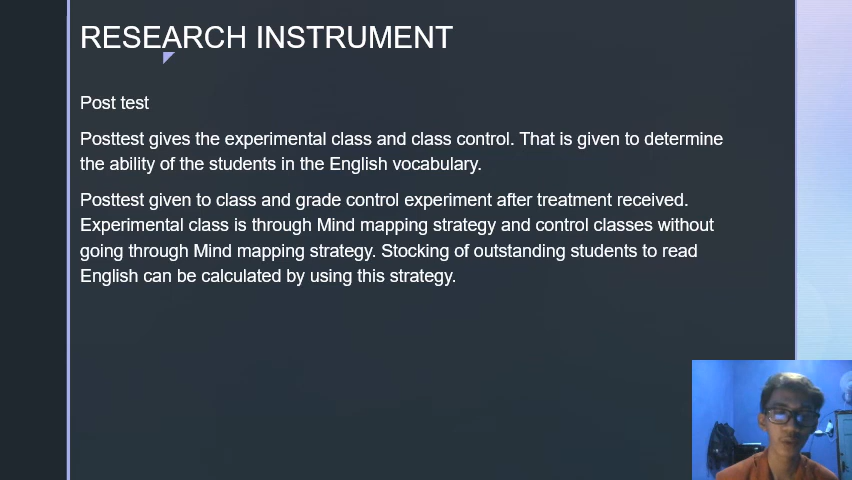 RESEARCH INSTRUMENT
Post test
Posttest gives the experimental class and class control. That is given to determine
the ability of the students in the English vocabulary.
Posttest given to class and grade control experiment after treatment received.
Experimental class is through Mind mapping strategy and control classes without
going through Mind mapping strategy. Stocking of outstanding students to read
English can be calculated by using this strategy.